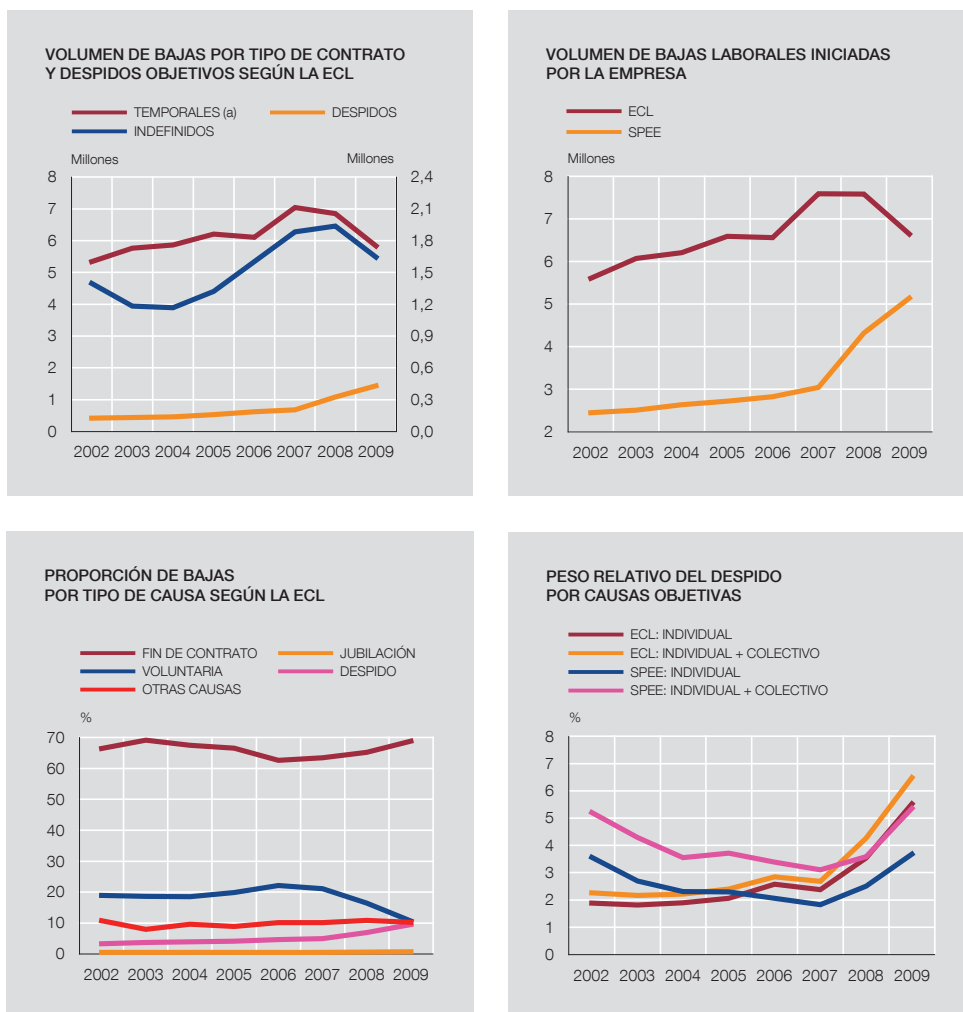 VOLUMEN DE BAJAS POR TIPO DE CONTRATO
Y DESPIDOS OBJETIVOS SEGÚN LA ECL
TEMPORALES (a) DESPIDOS
INDEFINIDOS
Millones Millones
8 2,4
7 2,1
6 1,8
5 1,5
4 1,2
3 0,9
2 0,6
1 0,3
0 0,0
2002 2003 2004 2005 2006 2007 2008 2009
VOLUMEN DE BAJAS LABORALES INICIADAS
POR LA EMPRESA
ECL
SPEE
Millones
8
7
6
5
4
3
2
2002 2003 2004 2005 2006 2007 2008 2009
PROPORCIÓN DE BAJAS
POR TIPO DE CAUSA SEGÚN LA ECL
FIN DE CONTRATO JUBILACIÓN
VOLUNTARIA DESPIDO
OTRAS CAUSAS
%
70
60
50
40
30
20
10
0
2002 2003 2004 2005 2006 2007 2008 2009
PESO RELATIVO DEL DESPIDO
POR CAUSAS OBJETIVAS
ECL: INDIVIDUAL
ECL: INDIVIDUAL + COLECTIVO
SPEE: INDIVIDUAL
SPEE: INDIVIDUAL + COLECTIVO
%
8
7
6
5
4
3
2
1
0
2002 2003 2004 2005 2006 2007 2008 2009